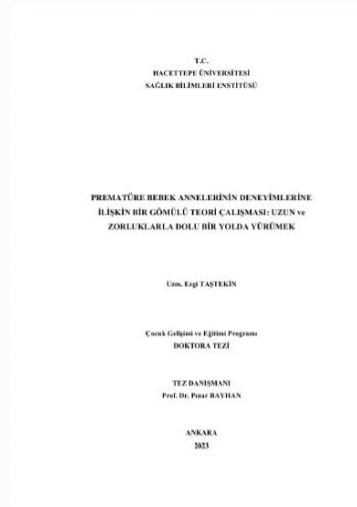 T.C.
HACETTEPE ÜNİVERSİTESİ
SAĞLIK BİLİMLERİ ENSTİTÜSÜ
PREMATÜRE BEBEK ANNELERİNİN DENEYİMLERİNE
İLİŞKİN BİR GÖMÜLÜ TEORİ ÇALIŞMASI: UZUN ve
ZORLUKLARLA DOLU BİR YOLDA YÜRÜMEK
Uzm. Ezgi TAŞTEKİN
Çocuk Gelişimi ve Eğitimi Programı
DOKTORA TEZİ
TEZ DANIŞMANI
Prof. Dr. Pınar BAYHAN
ANKARA
2023